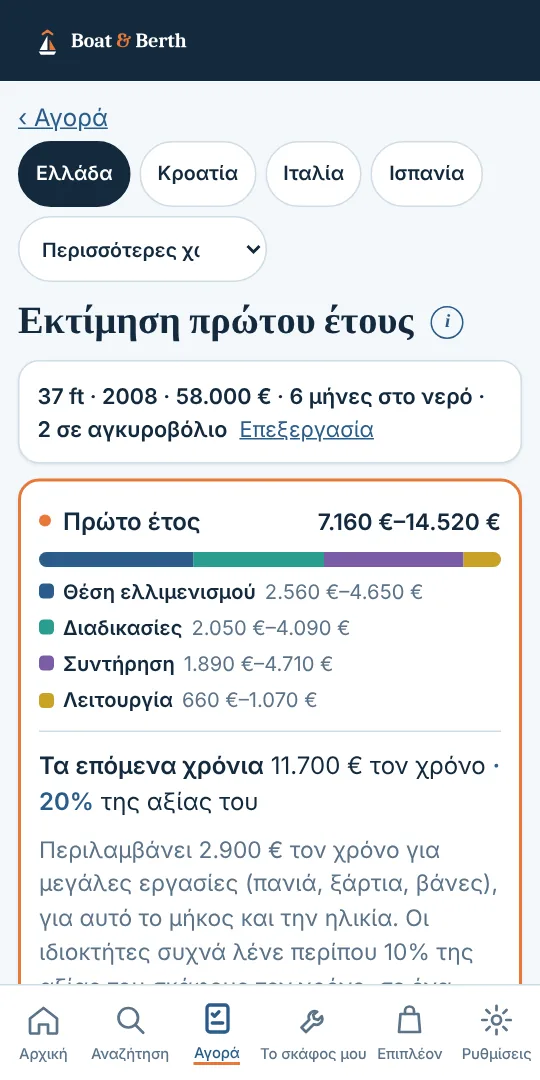 Boat & Berth
‹ Αγορά
Ελλάδα
Κροατία
Ιταλία
Ισπανία
Περισσότερες
Εκτίμηση πρώτου έτους i
37 ft · 2008 · 58.000 € · 6 μήνες στο νερό ·
2 σε αγκυροβόλιο Επεξεργασία
Πρώτο έτος 7.160 €–14.520 €
Θέση ελλιμενισμού 2.560 €–4.650 €
Διαδικασίες 2.050 €–4.090 €
Συντήρηση 1.890 €–4.710 €
Λειτουργία 660 €–1.070 €
Τα επόμενα χρόνια 11.700 € τον χρόνο ·
20% της αξίας του
Περιλαμβάνει 2.900 € τον χρόνο για
μεγάλες εργασίες (πανιά, ξάρτια, βάνες),
για αυτό το μήκος και την ηλικία. Οι
ιδιοκτήτες συχνά λένε περίπου 10% της
Αρχική
Αναζήτηση
Αγορά
Το σκάφος μου
Επιπλέον
Ρυθμίσεις